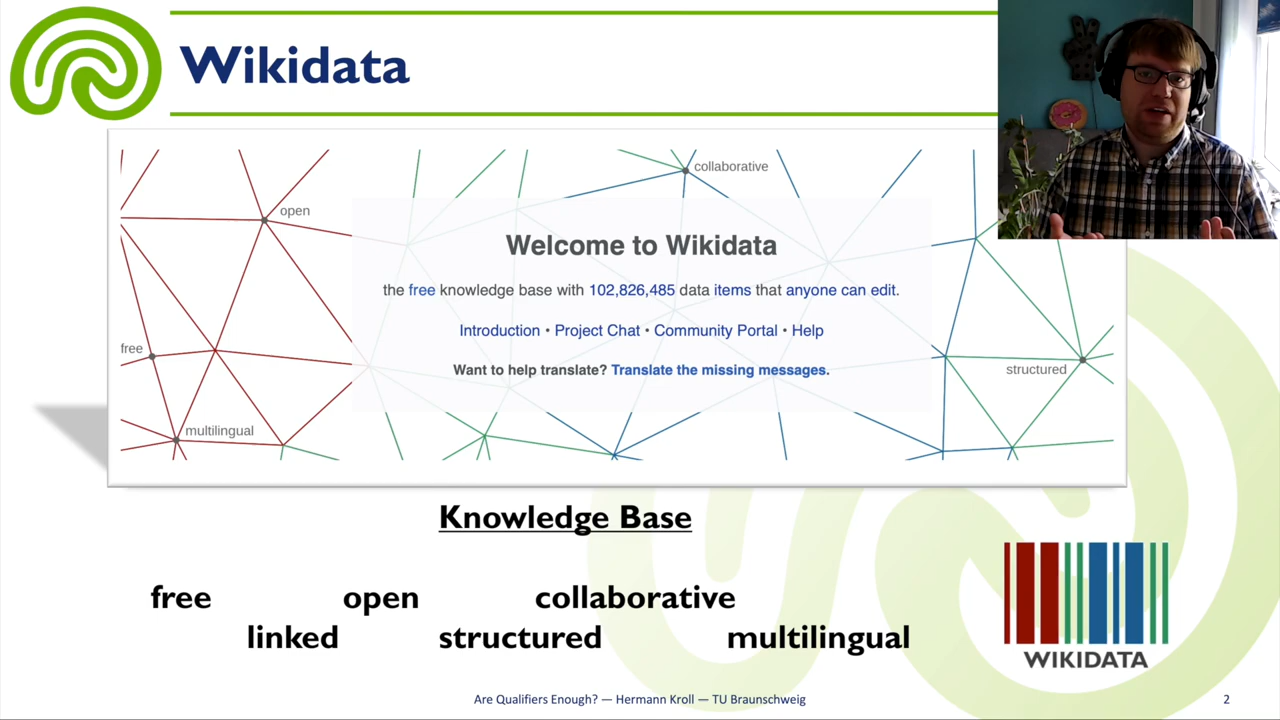 Wikidata
collaborative
open
Welcome to Wikidata
the free knowledge base with 102,826,485 data items that anyone can edit.
Introduction • Project Chat • Community Portal • Help
free
Want to help translate? Translate the missing messages.
structured
multilingual
Knowledge Base
free open collaborative
linked structured multilingual
WIKIDATA
Are Qualifiers Enough? — Hermann Kroll — TU Braunschweig
2